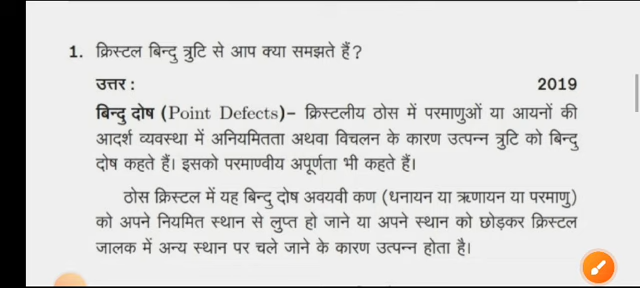 1. क्रिस्टल बिन्दु त्रुटि से आप क्या समझते हैं?
उत्तर : 2019
बिन्दु दोष (Point Defects)– क्रिस्टलीय ठोस में परमाणुओं या आयनों की
आदर्श व्यवस्था में अनियमितता अथवा विचलन के कारण उत्पन्न त्रुटि को बिन्दु
दोष कहते हैं। इसको परमाण्वीय अपूर्णता भी कहते हैं।
ठोस क्रिस्टल में यह बिन्दु दोष अवयवी कण (धनायन या ऋणायन या परमाणु)
को अपने नियमित स्थान से लुप्त हो जाने या अपने स्थान को छोड़कर क्रिस्टल
जालक में अन्य स्थान पर चले जाने के कारण उत्पन्न होता है।